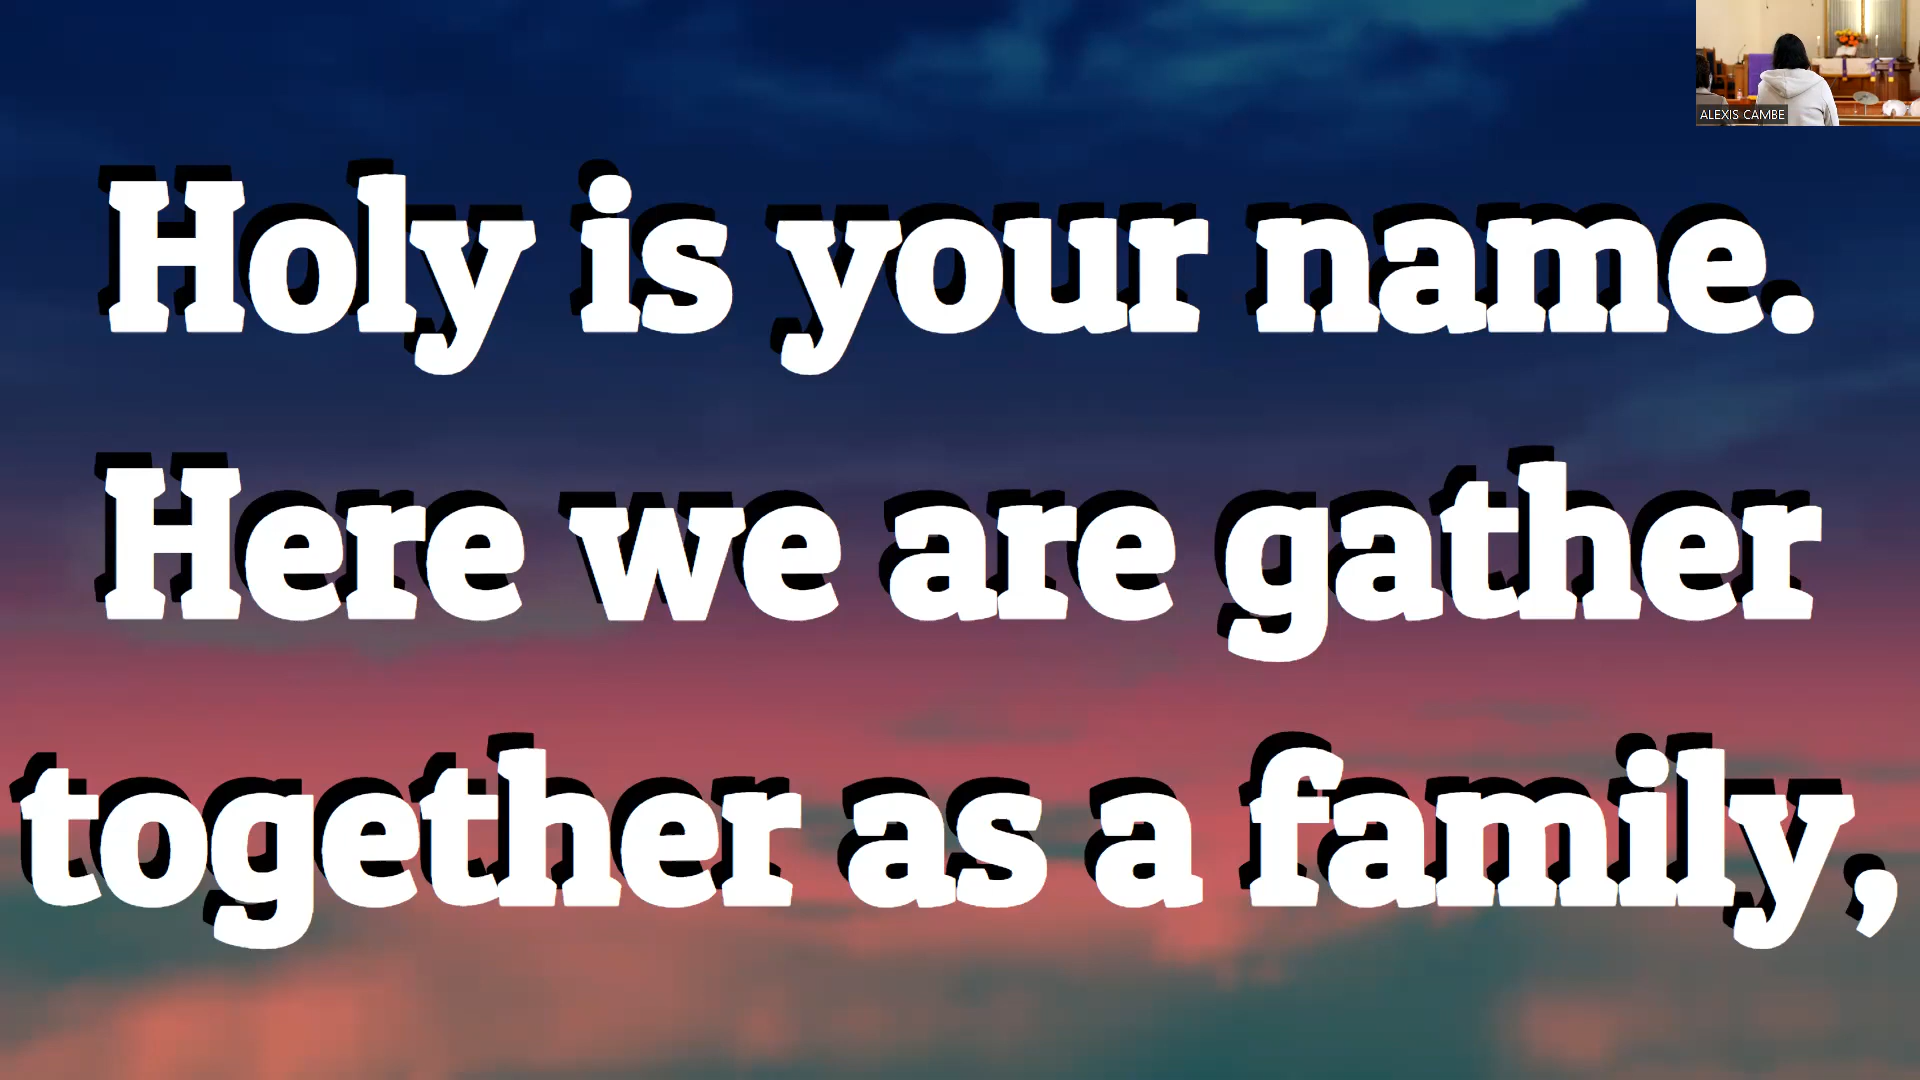 ALEXIS CAMBE
Holy is your name.
Here we are gather
together as a family,